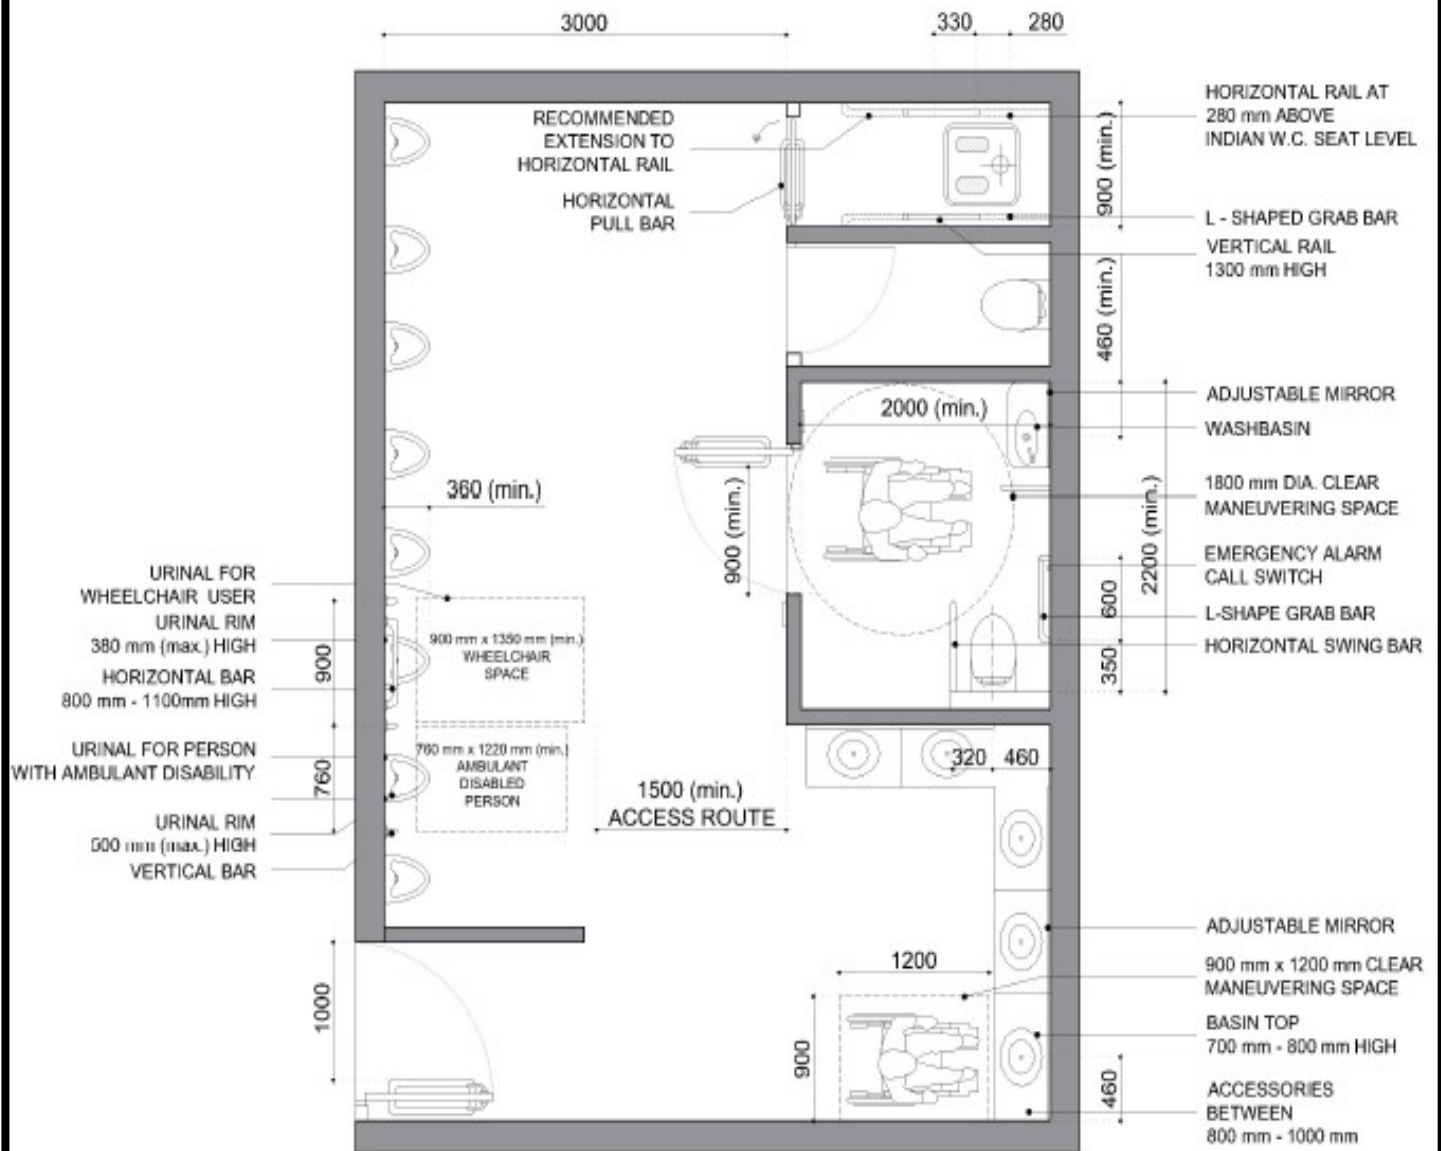 3000
330
280
RECOMMENDED
EXTENSION TO
HORIZONTAL RAIL
HORIZONTAL
PULL BAR
HORIZONTAL RAIL AT
280 mm ABOVE
INDIAN W.C. SEAT LEVEL
900 (min.)
L - SHAPED GRAB BAR
VERTICAL RAIL
1300 mm HIGH
460 (min.)
2000 (min.)
ADJUSTABLE MIRROR
WASHBASIN
360 (min.)
900 (min.)
1800 mm DIA. CLEAR
MANEUVERING SPACE
2200 (min.)
EMERGENCY ALARM
CALL SWITCH
600
L-SHAPE GRAB BAR
HORIZONTAL SWING BAR
350
URINAL FOR
WHEELCHAIR USER
URINAL RIM
380 mm (max.) HIGH
HORIZONTAL BAR
800 mm - 1100mm HIGH
900
900 mm x 1350 mm (min.)
WHEELCHAIR
SPACE
URINAL FOR PERSON
WITH AMBULANT DISABILITY
760
760 mm x 1220 mm (min.)
AMBULANT
DISABLED
PERSON
URINAL RIM
500 mm (max.) HIGH
VERTICAL BAR
1500 (min.)
ACCESS ROUTE
320
460
1000
1200
900
ADJUSTABLE MIRROR
900 mm x 1200 mm CLEAR
MANEUVERING SPACE
BASIN TOP
700 mm - 800 mm HIGH
460
ACCESSORIES
BETWEEN
800 mm - 1000 mm